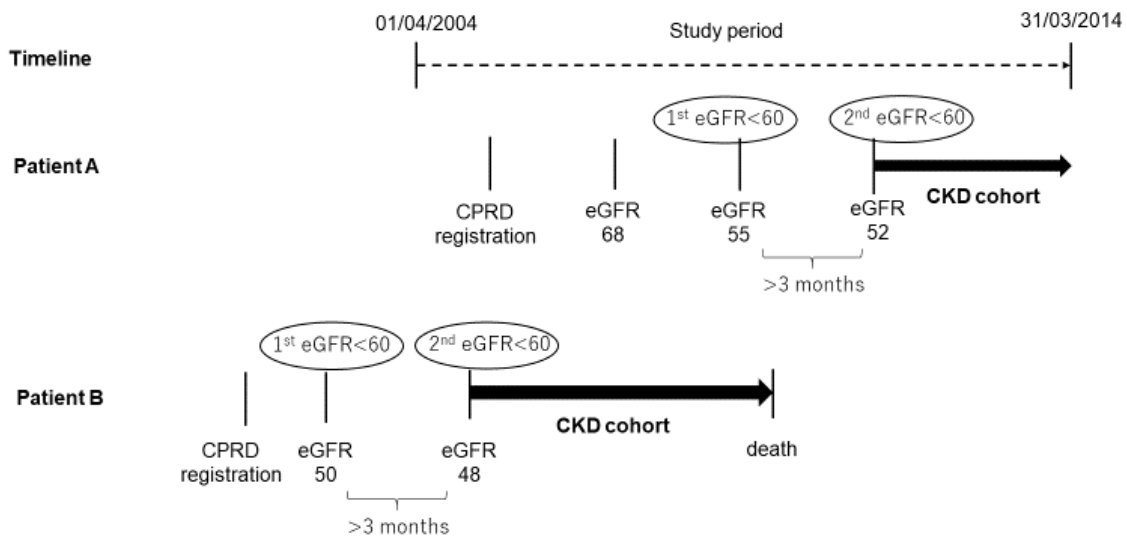 01/04/2004
31/03/2014
Study period
Timeline
1st eGFR<60
2nd eGFR<60
Patient A
CKD cohort
CPRD
registration
eGFR
68
eGFR
55
eGFR
52
>3 months
1st eGFR<60
2nd eGFR<60
Patient B
CKD cohort
CPRD
registration
eGFR
50
eGFR
48
death
>3 months